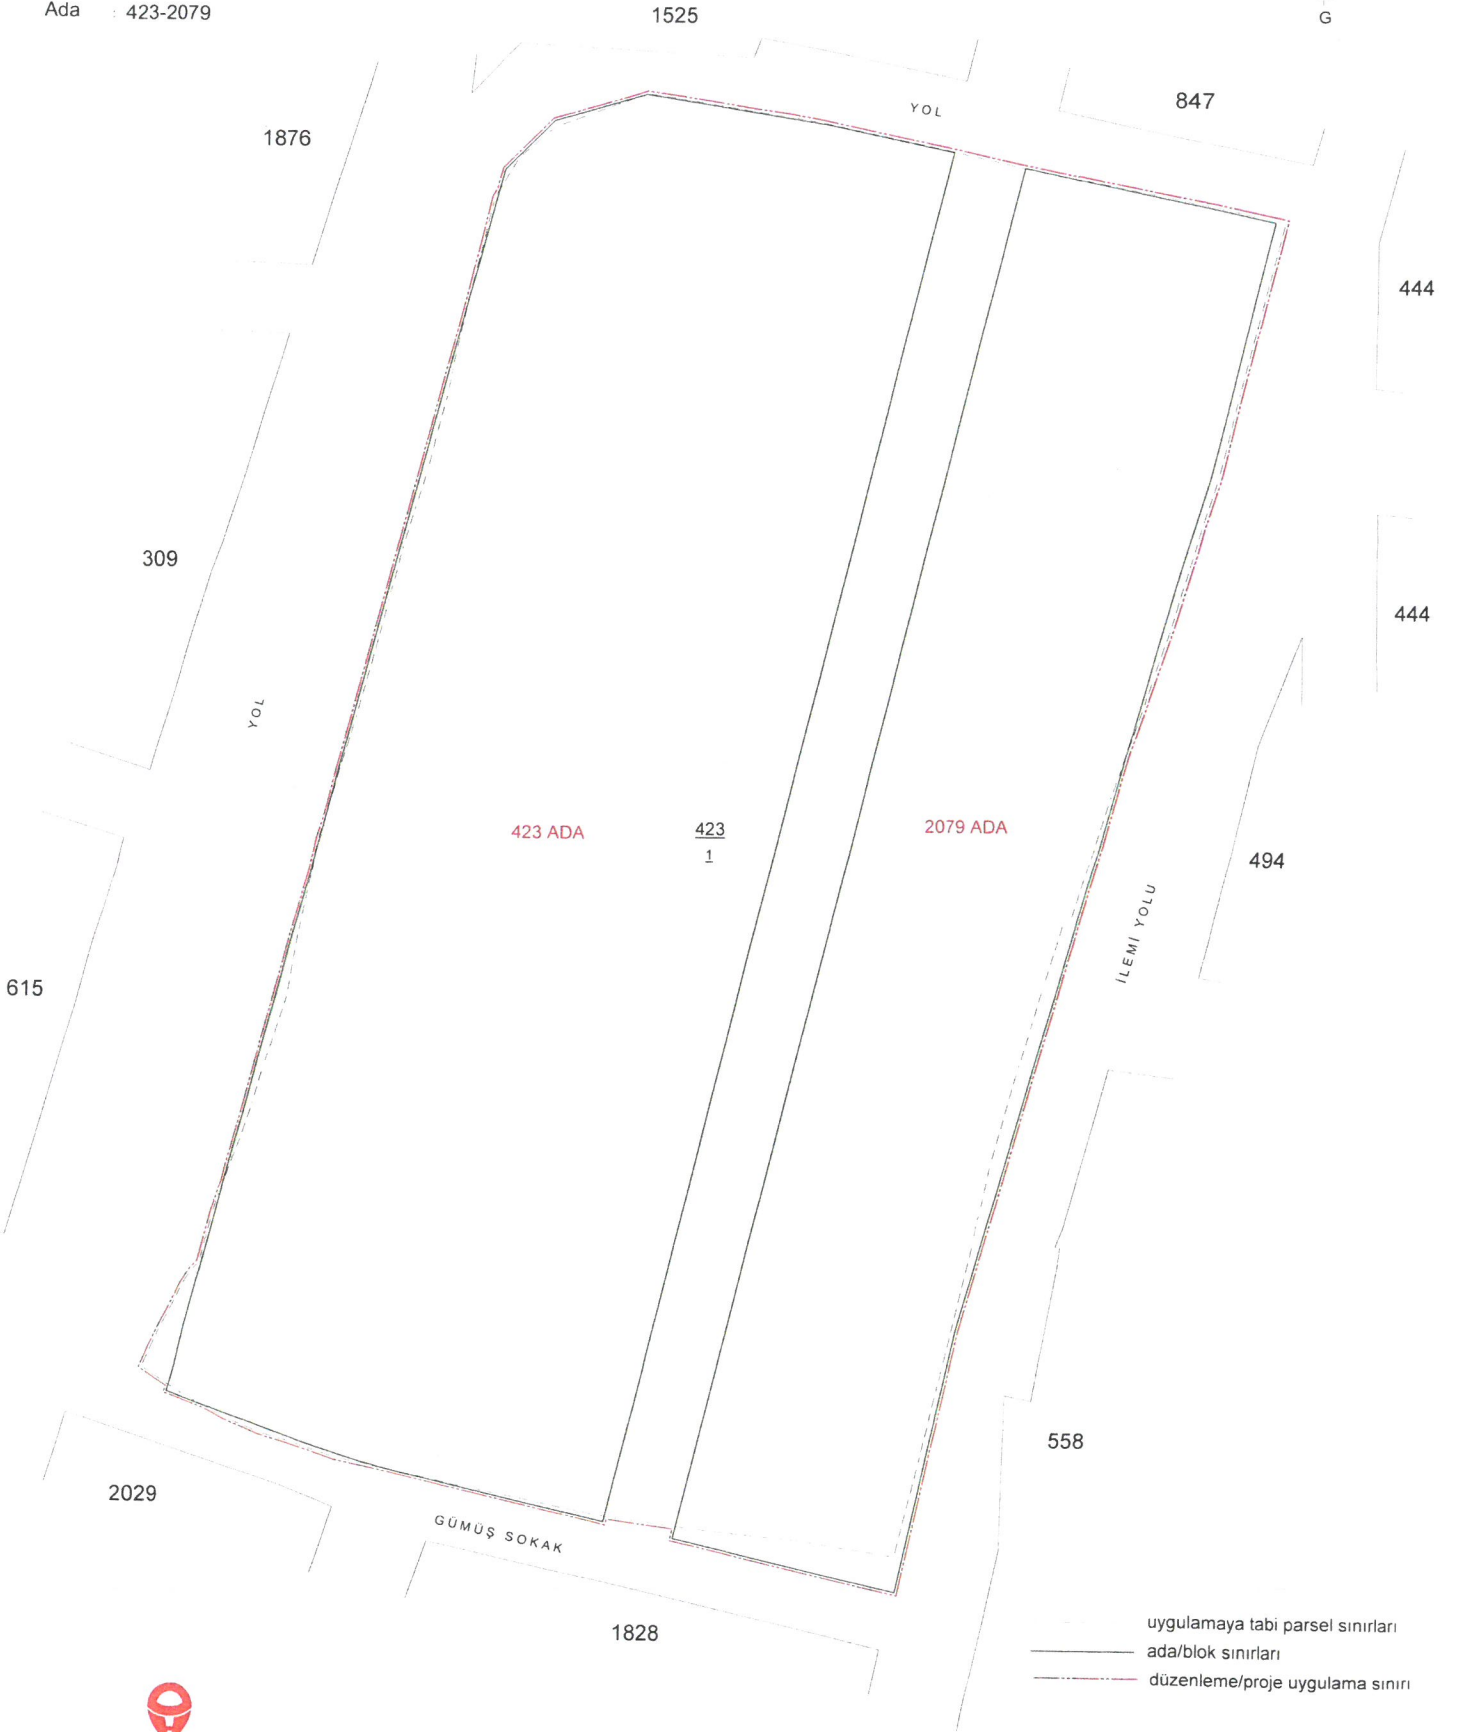 Ada : 423-2079
1525
G
YOL
847
1876
444
309
444
YOL
423 ADA
423
1
2079 ADA
494
İLEMİ YOLU
615
558
2029
GÜMÜŞ SOKAK
1828
uygulamaya tabi parsel sınırları
ada/blok sınırları
düzenleme/proje uygulama sınırı